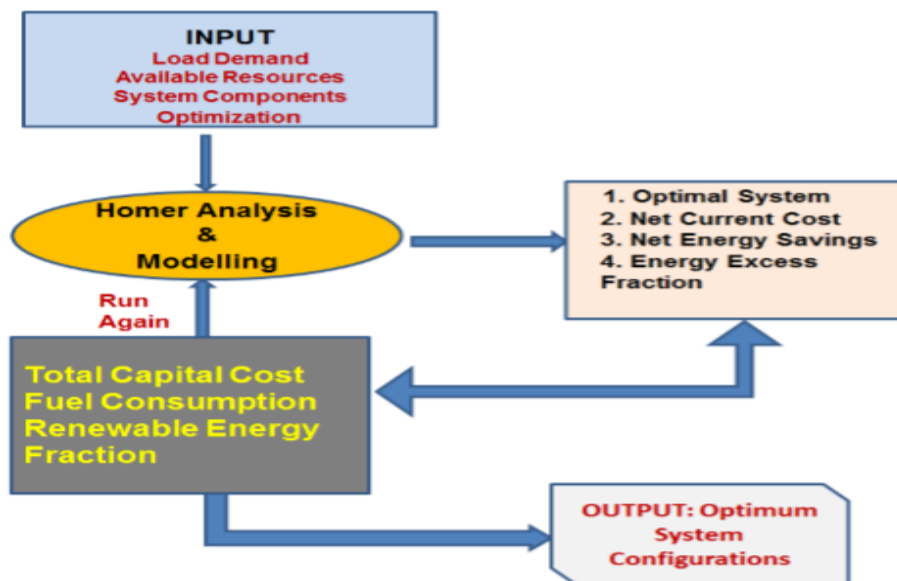 INPUT
Load Demand
Available Resources
System Components
Optimization
Homer Analysis
&
Modelling
1. Optimal System
2. Net Current Cost
3. Net Energy Savings
4. Energy Excess
Fraction
Run
Again
Total Capital Cost
Fuel Consumption
Renewable Energy
Fraction
OUTPUT: Optimum
System
Configurations